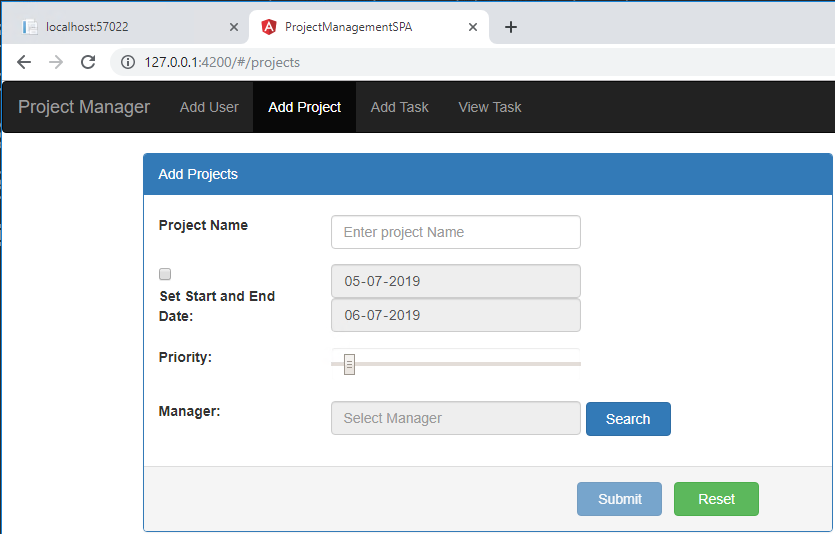 localhost:57022
ProjectManagementSPA
127.0.0.1:4200/#/projects
Project Manager Add User Add Project Add Task View Task
Add Projects
Project Name
Enter project Name
Set Start and End
Date:
05-07-2019
06-07-2019
Priority:
Manager:
Select Manager
Search
Submit
Reset